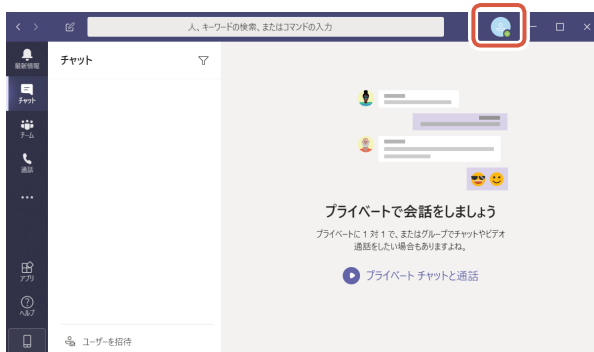 人、キーワードの検索、またはコマンドの入力
最新情報
チャット
チーム
通話
アプリ
ヘルプ
チャット
ユーザーを招待
プライベートで会話をしましょう
プライベートに 1 対 1 で、またはグループでチャットやビデオ
通話をしたい場合もありますよね。
プライベート チャットと通話